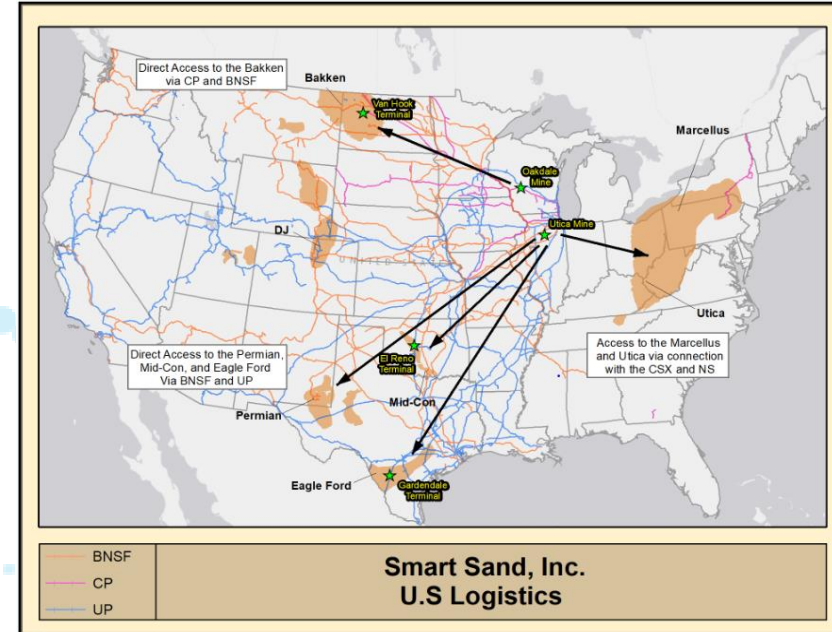 Direct Access to the Bakken
via CP and BNSF
Bakken
Van Hook
Terminal
Marcellus
Oakdale
Mine
Utica Mine
DJ
UNITED STATES
Utica
Direct Access to the Permian,
Mid-Con, and Eagle Ford
Via BNSF and UP
El Reno
Terminal
Access to the Marcellus
and Utica via connection
with the CSX and NS
Permian
Mid-Con
Eagle Ford
Gardendale
Terminal
BNSF
CP
UP
Smart Sand, Inc.
U.S Logistics